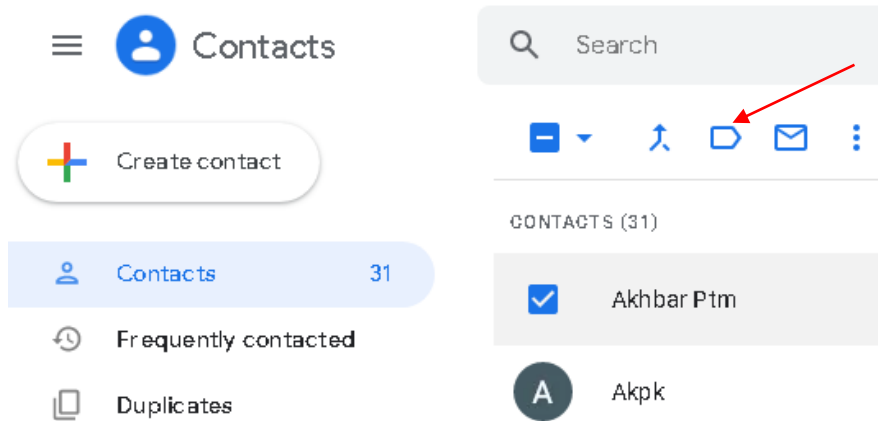 Contacts
Search
Create contact
CONTACTS (31)
Contacts 31
Akhbar Ptm
Frequently contacted
A Akpk
Duplicates